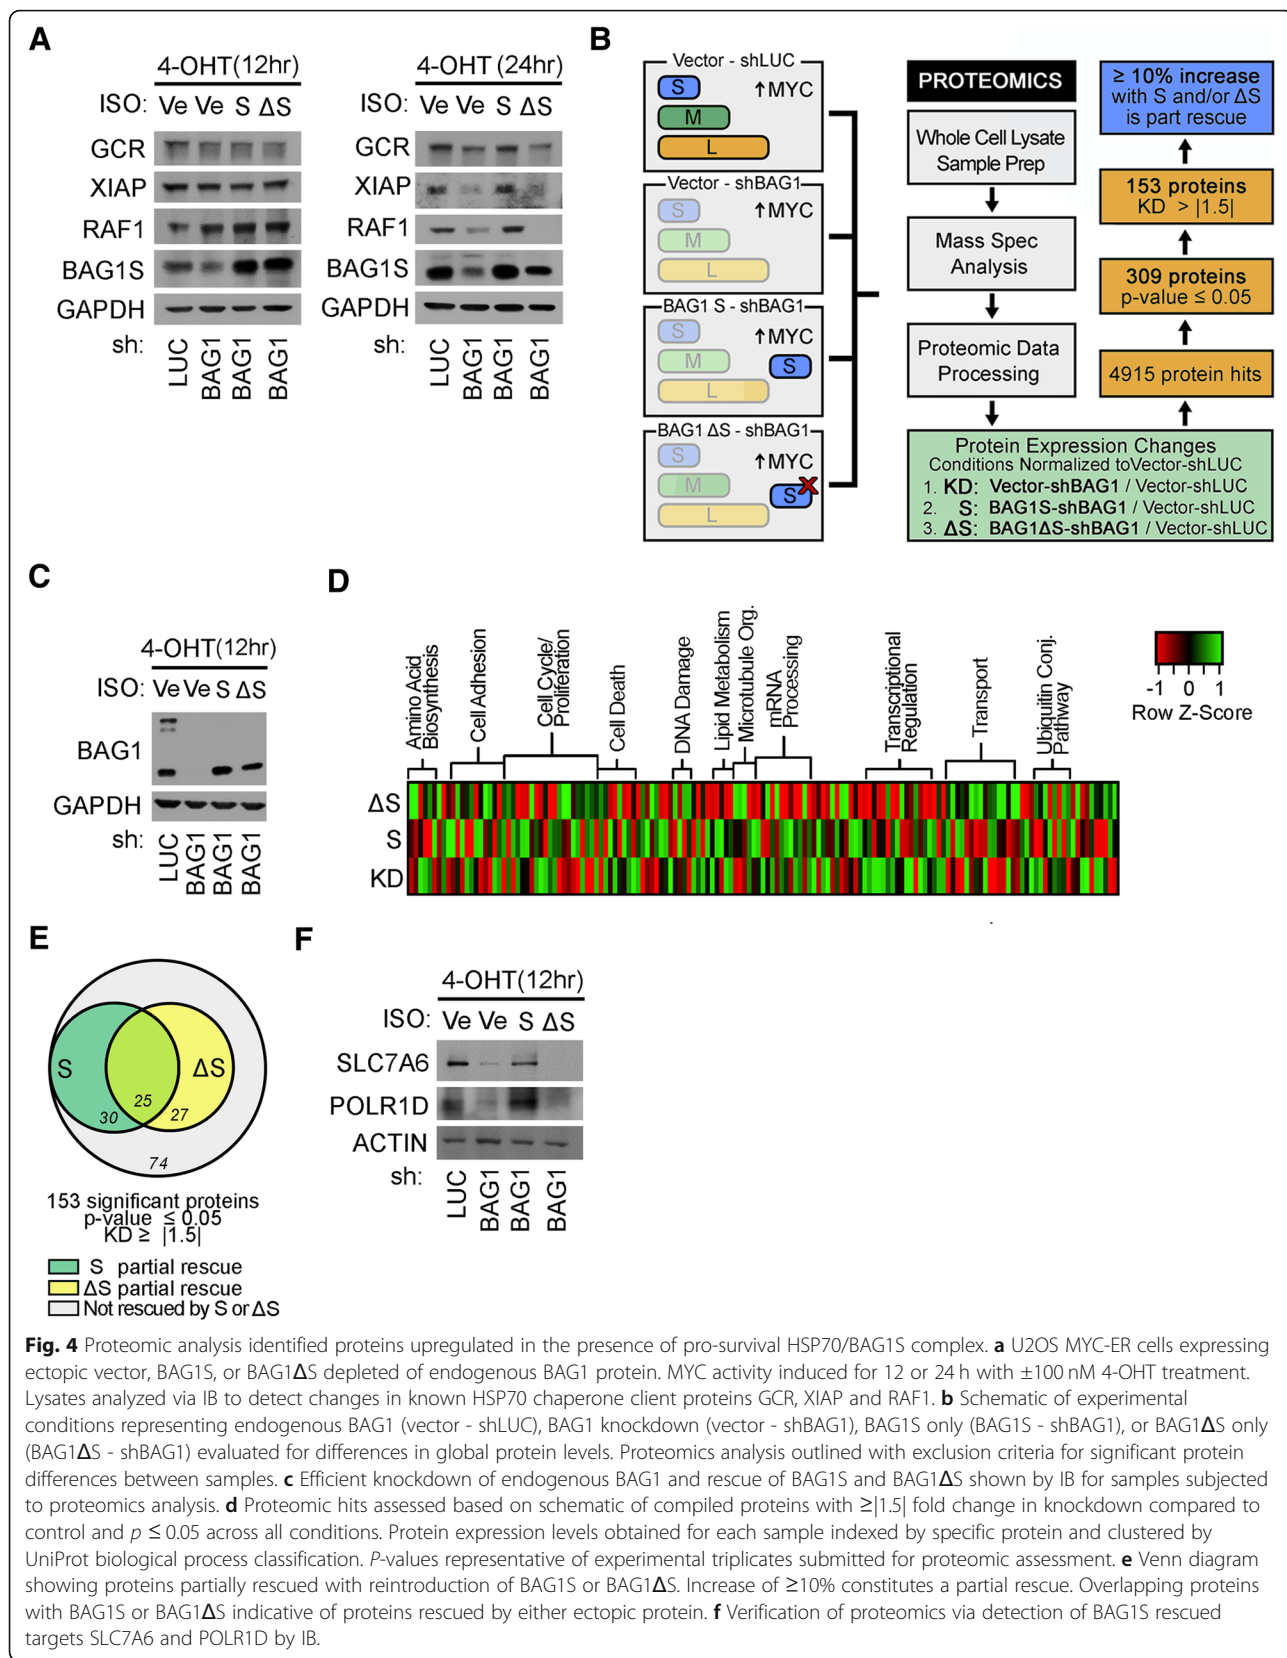 A
4-OHT(12hr)
ISO: Ve Ve S ΔS
GCR
XIAP
RAF1
BAG1S
GAPDH
sh: LUC BAG1 BAG1 BAG1
4-OHT (24hr)
ISO: Ve Ve S ΔS
GCR
XIAP
RAF1
BAG1S
GAPDH
sh: LUC BAG1 BAG1 BAG1
B
Vector - shLUC
S
↑MYC
M
L
Vector - shBAG1
S
↑MYC
M
L
BAG1 S - shBAG1
S
↑MYC
M
S
L
BAG1 ΔS - shBAG1
S
↑MYC
M
S
L
PROTEOMICS
Whole Cell Lysate
Sample Prep
Mass Spec
Analysis
Proteomic Data
Processing
Protein Expression Changes
Conditions Normalized toVector-shLUC
1. KD: Vector-shBAG1 / Vector-shLUC
2. S: BAG1S-shBAG1 / Vector-shLUC
3. ΔS: BAG1ΔS-shBAG1 / Vector-shLUC
4915 protein hits
309 proteins
p-value ≤ 0.05
153 proteins
KD > |1.5|
≥ 10% increase
with S and/or ΔS
is part rescue
C
4-OHT(12hr)
ISO: Ve Ve S ΔS
BAG1
GAPDH
sh: LUC BAG1 BAG1 BAG1
D
Amino Acid
Biosynthesis
Cell Adhesion
Cell Cycle/
Proliferation
Cell Death
DNA Damage
Lipid Metabolism
Microtubule Org.
mRNA
Processing
Transcriptional
Regulation
Transport
Ubiquitin Conj.
Pathway
-1 0 1
Row Z-Score
ΔS
S
KD
E
S
ΔS
30
25
27
74
153 significant proteins
p-value ≤ 0.05
KD ≥ |1.5|
S partial rescue
ΔS partial rescue
Not rescued by S or ΔS
F
4-OHT(12hr)
ISO: Ve Ve S ΔS
SLC7A6
POLR1D
ACTIN
sh: LUC BAG1 BAG1 BAG1
Fig. 4 Proteomic analysis identified proteins upregulated in the presence of pro-survival HSP70/BAG1S complex. a U2OS MYC-ER cells expressing
ectopic vector, BAG1S, or BAG1ΔS depleted of endogenous BAG1 protein. MYC activity induced for 12 or 24 h with ±100 nM 4-OHT treatment.
Lysates analyzed via IB to detect changes in known HSP70 chaperone client proteins GCR, XIAP and RAF1. b Schematic of experimental
conditions representing endogenous BAG1 (vector - shLUC), BAG1 knockdown (vector - shBAG1), BAG1S only (BAG1S - shBAG1), or BAG1ΔS only
(BAG1ΔS - shBAG1) evaluated for differences in global protein levels. Proteomics analysis outlined with exclusion criteria for significant protein
differences between samples. c Efficient knockdown of endogenous BAG1 and rescue of BAG1S and BAG1ΔS shown by IB for samples subjected
to proteomics analysis. d Proteomic hits assessed based on schematic of compiled proteins with ≥|1.5| fold change in knockdown compared to
control and p ≤ 0.05 across all conditions. Protein expression levels obtained for each sample indexed by specific protein and clustered by
UniProt biological process classification. P-values representative of experimental triplicates submitted for proteomic assessment. e Venn diagram
showing proteins partially rescued with reintroduction of BAG1S or BAG1ΔS. Increase of ≥10% constitutes a partial rescue. Overlapping proteins
with BAG1S or BAG1ΔS indicative of proteins rescued by either ectopic protein. f Verification of proteomics via detection of BAG1S rescued
targets SLC7A6 and POLR1D by IB.